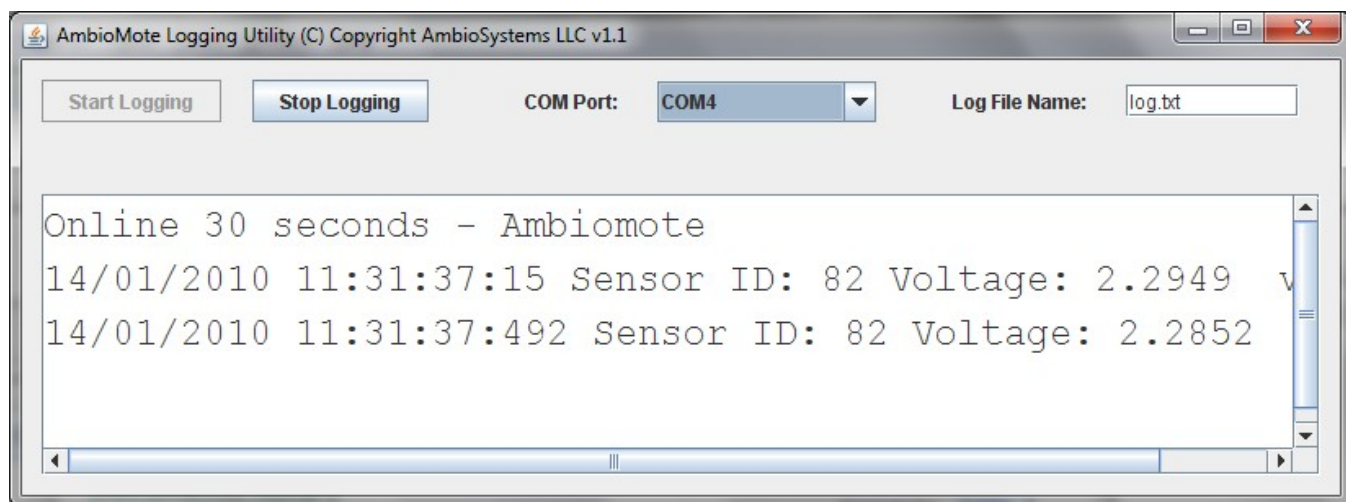 AmbioMote Logging Utility (C) Copyright AmbioSystems LLC v1.1
Start Logging Stop Logging COM Port: COM4 Log File Name: log.txt
Online 30 seconds - Ambiomote
14/01/2010 11:31:37:15 Sensor ID: 82 Voltage: 2.2949 v
14/01/2010 11:31:37:492 Sensor ID: 82 Voltage: 2.2852